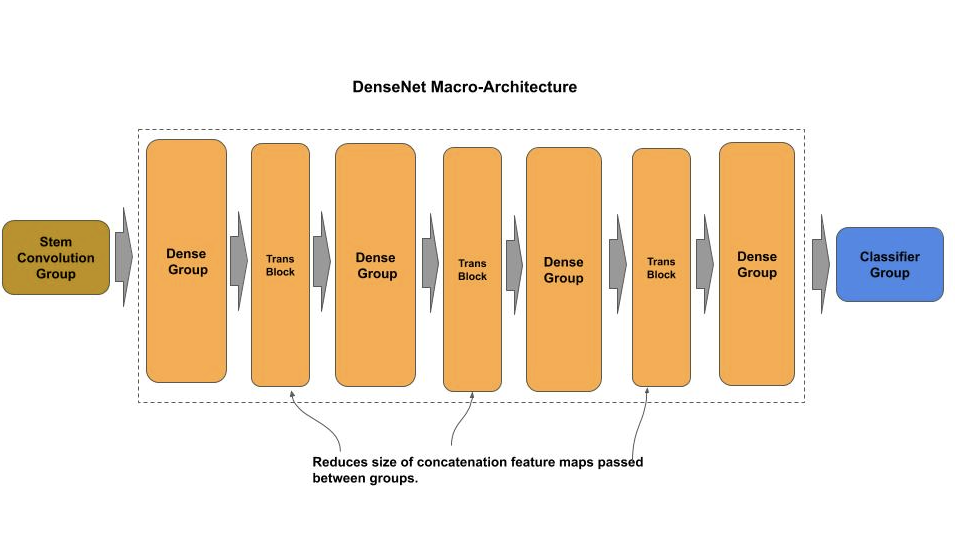 DenseNet Macro-Architecture
Stem
Convolution
Group
Dense
Group
Trans
Block
Dense
Group
Trans
Block
Dense
Group
Trans
Block
Dense
Group
Classifier
Group
Reduces size of concatenation feature maps passed
between groups.